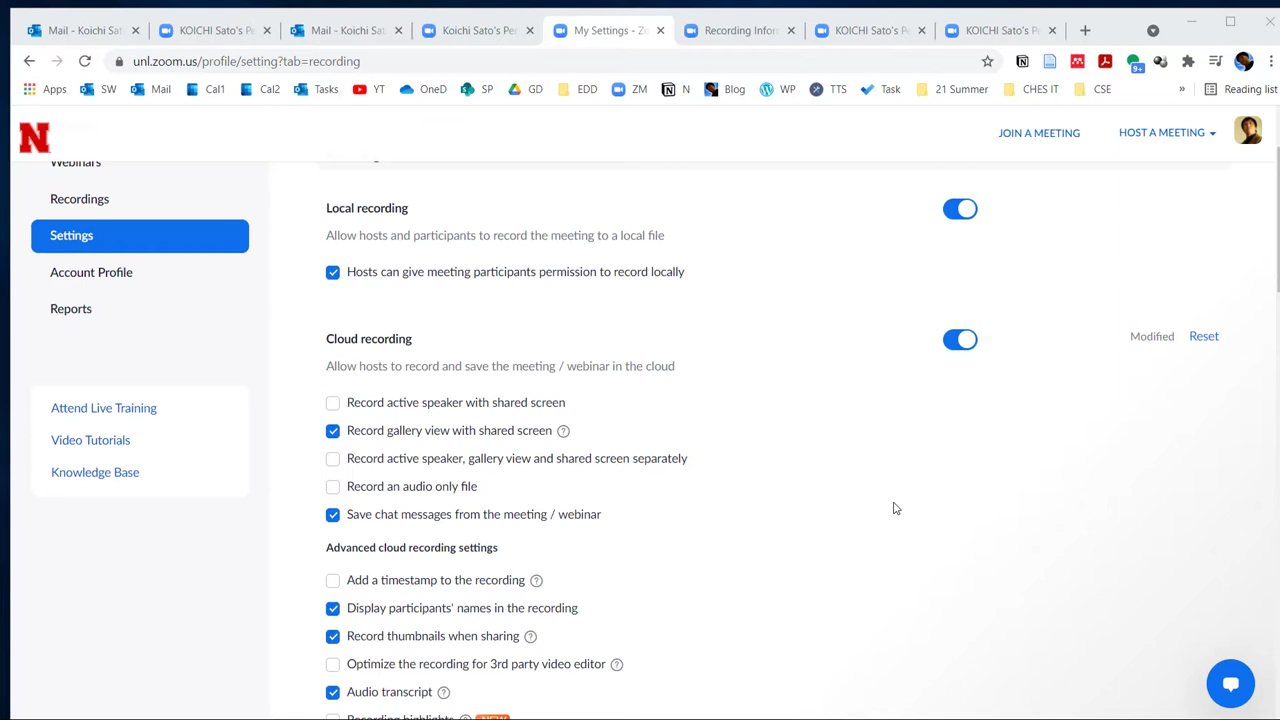 Mail - Koichi Sat
KOICHI Sato's P
Mail - Koichi Sat
Koichi Sato's Per
My Settings - Zo
Recording Inform
KOICHI Sato's P
KOICHI Sato's P
unl.zoom.us/profile/setting?tab=recording
9+
Apps SW Mail Cal1 Cal2 Tasks YT OneD SP GD EDD ZM N Blog WP TTS Task 21 Summer CHES IT CSE » Reading list
N JOIN A MEETING HOST A MEETING
Webinars
Recordings
Settings
Account Profile
Reports
Attend Live Training
Video Tutorials
Knowledge Base
Local recording
Allow hosts and participants to record the meeting to a local file
Hosts can give meeting participants permission to record locally
Cloud recording Modified Reset
Allow hosts to record and save the meeting / webinar in the cloud
Record active speaker with shared screen
Record gallery view with shared screen ?
Record active speaker, gallery view and shared screen separately
Record an audio only file
Save chat messages from the meeting / webinar
Advanced cloud recording settings
Add a timestamp to the recording ?
Display participants' names in the recording
Record thumbnails when sharing ?
Optimize the recording for 3rd party video editor ?
Audio transcript ?
Recording highlights ? NEW